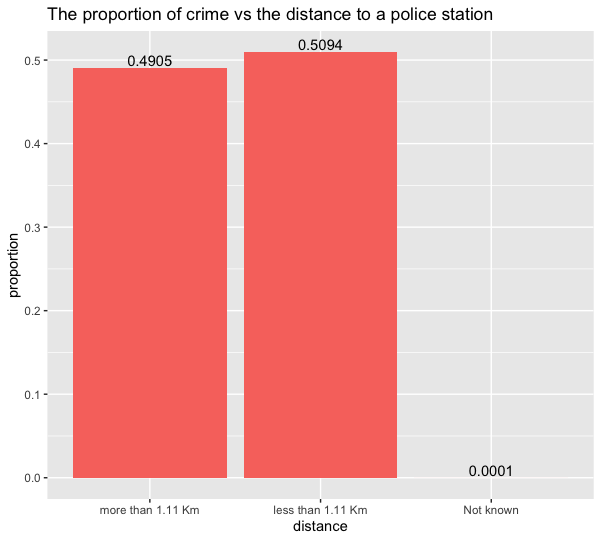 The proportion of crime vs the distance to a police station
0.4905
0.5094
0.0001
0.5
0.4
0.3
0.2
0.1
0.0
proportion
more than 1.11 Km
less than 1.11 Km
Not known
distance